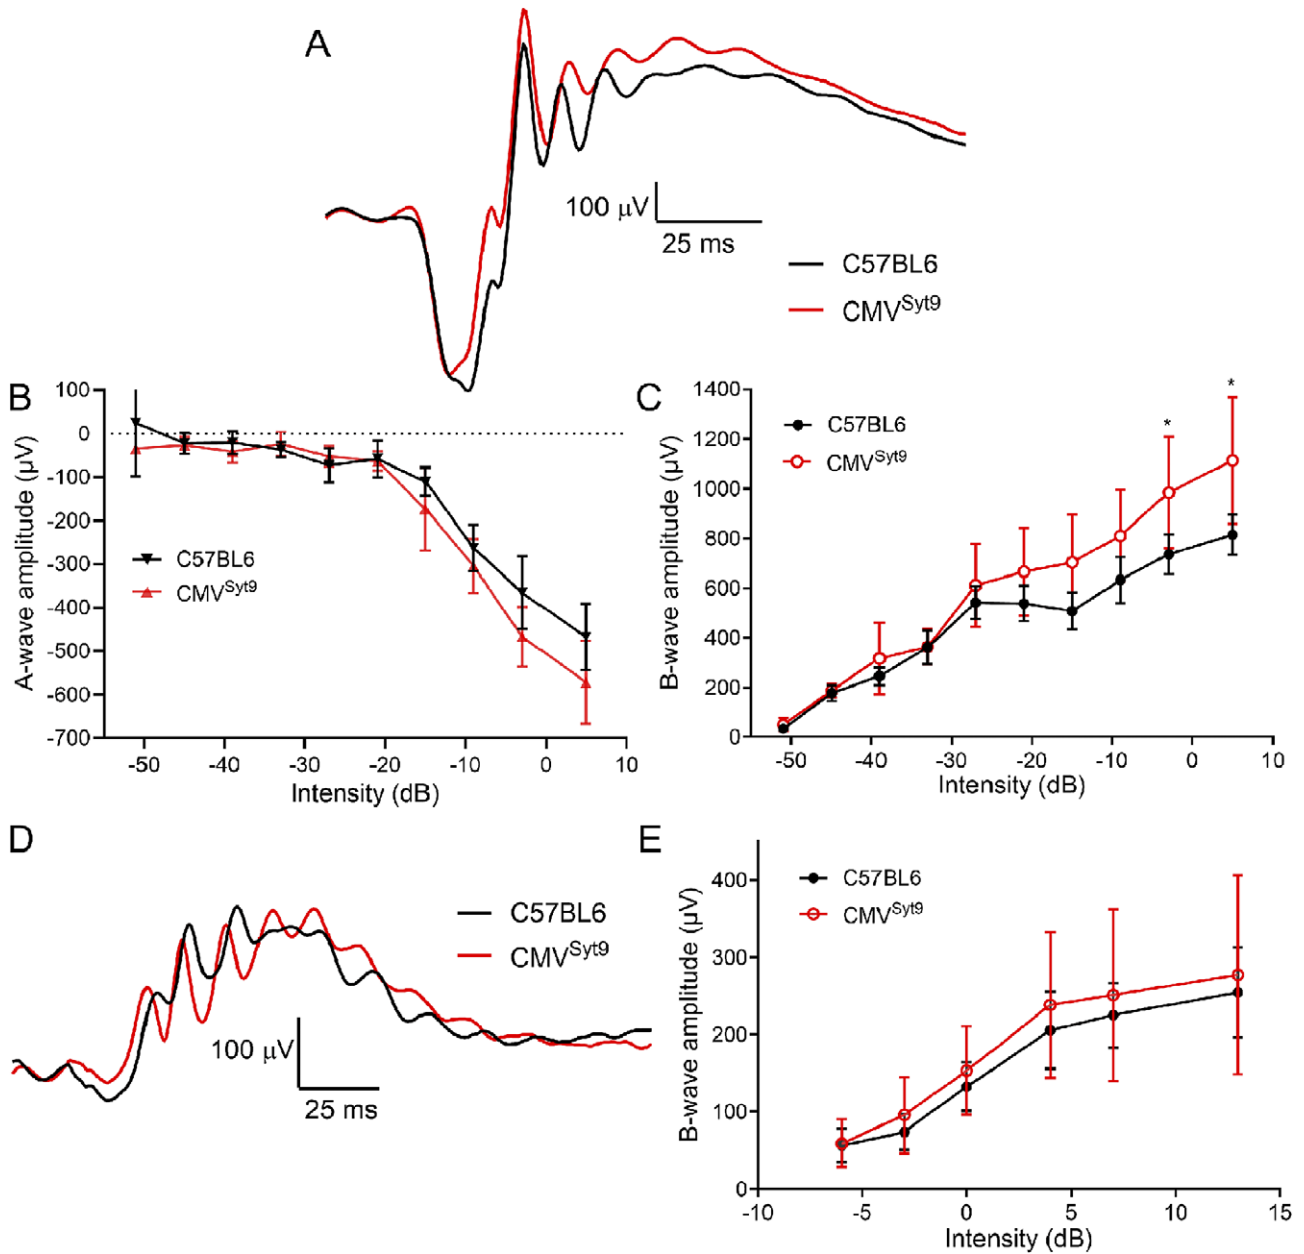 A
100 µV
25 ms
C57BL6
CMVSyt9
B
100
0
-100
-200
-300
-400
-500
-600
-700
A-wave amplitude (µV)
C57BL6
CMVSyt9
-50
-40
-30
-20
-10
0
10
Intensity (dB)
C
1400
1200
1000
800
600
400
200
0
B-wave amplitude (µV)
C57BL6
CMVSyt9
*
*
-50
-40
-30
-20
-10
0
10
Intensity (dB)
D
C57BL6
CMVSyt9
100 µV
25 ms
E
400
300
200
100
0
B-wave amplitude (µV)
C57BL6
CMVSyt9
-10
-5
0
5
10
15
Intensity (dB)